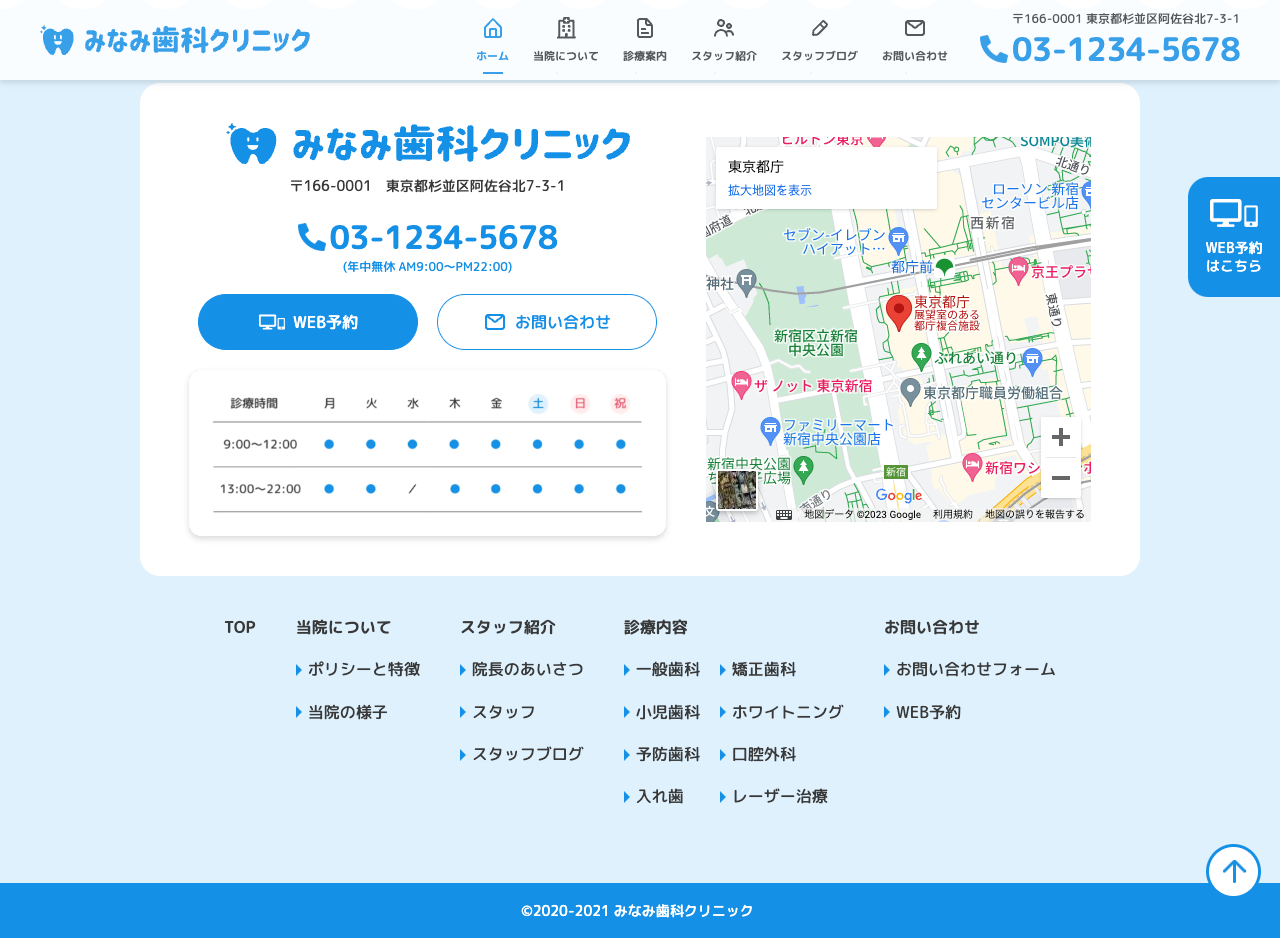 みなみ歯科クリニック
ホーム
当院について
診療案内
スタッフ紹介
スタッフブログ
お問い合わせ
〒166-0001 東京都杉並区阿佐谷北7-3-1
03-1234-5678
みなみ歯科クリニック
〒166-0001 東京都杉並区阿佐谷北7-3-1
03-1234-5678
(年中無休 AM9:00〜PM22:00)
WEB予約
お問い合わせ
診療時間 月 火 水 木 金 土 日 祝
9:00〜12:00 ● ● ● ● ● ● ● ●
13:00〜22:00 ● ● / ● ● ● ● ●
ヒルトン東京
SOMPO美術
東京都庁
拡大地図を表示
北通り
ローソン 新宿セ
センタービル店
西新宿
セブン-イレブン
ハイアット…
都庁前
神社
京王プラザ
東京都庁
展望室のある
都庁複合施設
東通り
新宿区立新宿
中央公園
ふれあい通り
ザ ノット 東京新宿
東京都庁職員労働組合
ファミリーマート
新宿中央公園店
新宿中央公園
子広場
新宿
新宿ワシ
通り
Google
地図データ ©2023 Google 利用規約 地図の誤りを報告する
WEB予約
はこちら
TOP
当院について
ポリシーと特徴
当院の様子
スタッフ紹介
院長のあいさつ
スタッフ
スタッフブログ
診療内容
一般歯科
小児歯科
予防歯科
入れ歯
矯正歯科
ホワイトニング
口腔外科
レーザー治療
お問い合わせ
お問い合わせフォーム
WEB予約
©2020-2021 みなみ歯科クリニック